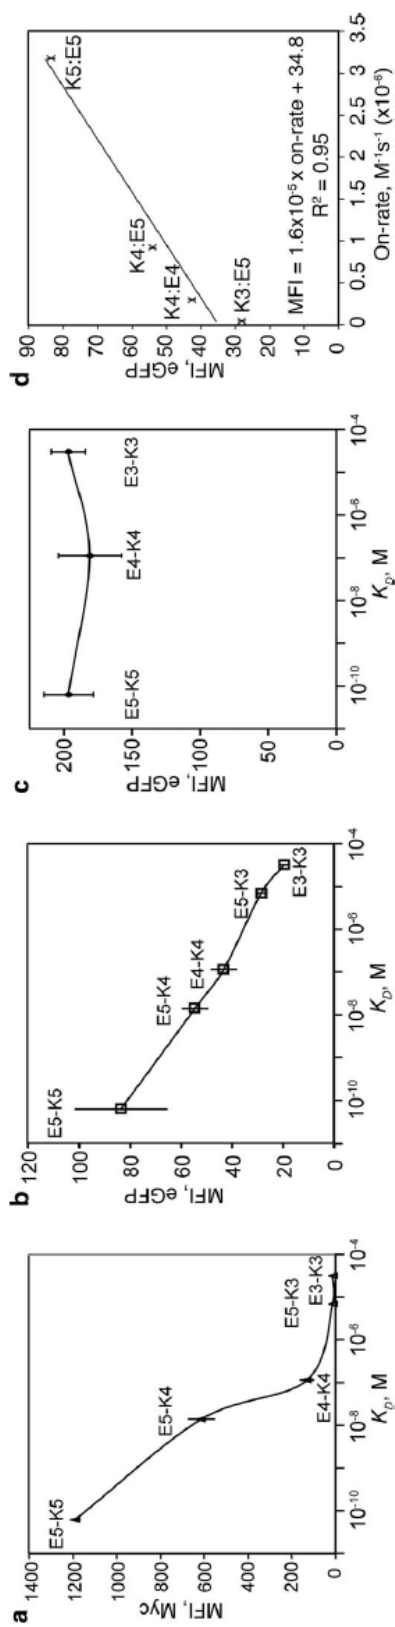 a
MFI, Myc
1400
1200
1000
800
600
400
200
0
E5-K5
E5-K4
E4-K4
E5-K3
E3-K3
10-10
10-8
10-6
10-4
KD, M
b
MFI, eGFP
120
100
80
60
40
20
0
E5-K5
E5-K4
E4-K4
E5-K3
E3-K3
10-10
10-8
10-6
10-4
KD, M
c
MFI, eGFP
200
150
100
50
0
E5-K5
E4-K4
E3-K3
10-10
10-8
10-6
10-4
KD, M
d
MFI, eGFP
90
80
70
60
50
40
30
20
10
0
K5:E5
K4:E5
K4:E4
K3:E5
MFI = 1.6x10-5 x on-rate + 34.8
R2 = 0.95
0 0.5 1 1.5 2 2.5 3 3.5
On-rate, M-1s-1 (x10-6)